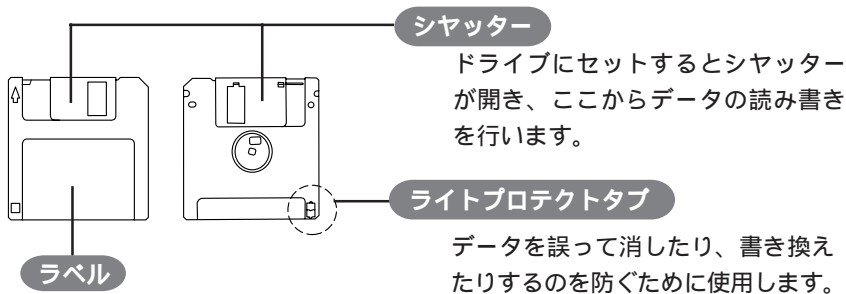 シヤッター
ドライブにセットするとシヤッター
が開き、ここからデータの読み書き
を行います。
ライトプロテクトタブ
データを誤って消したり、書き換え
たりするのを防ぐために使用します。
ラベル